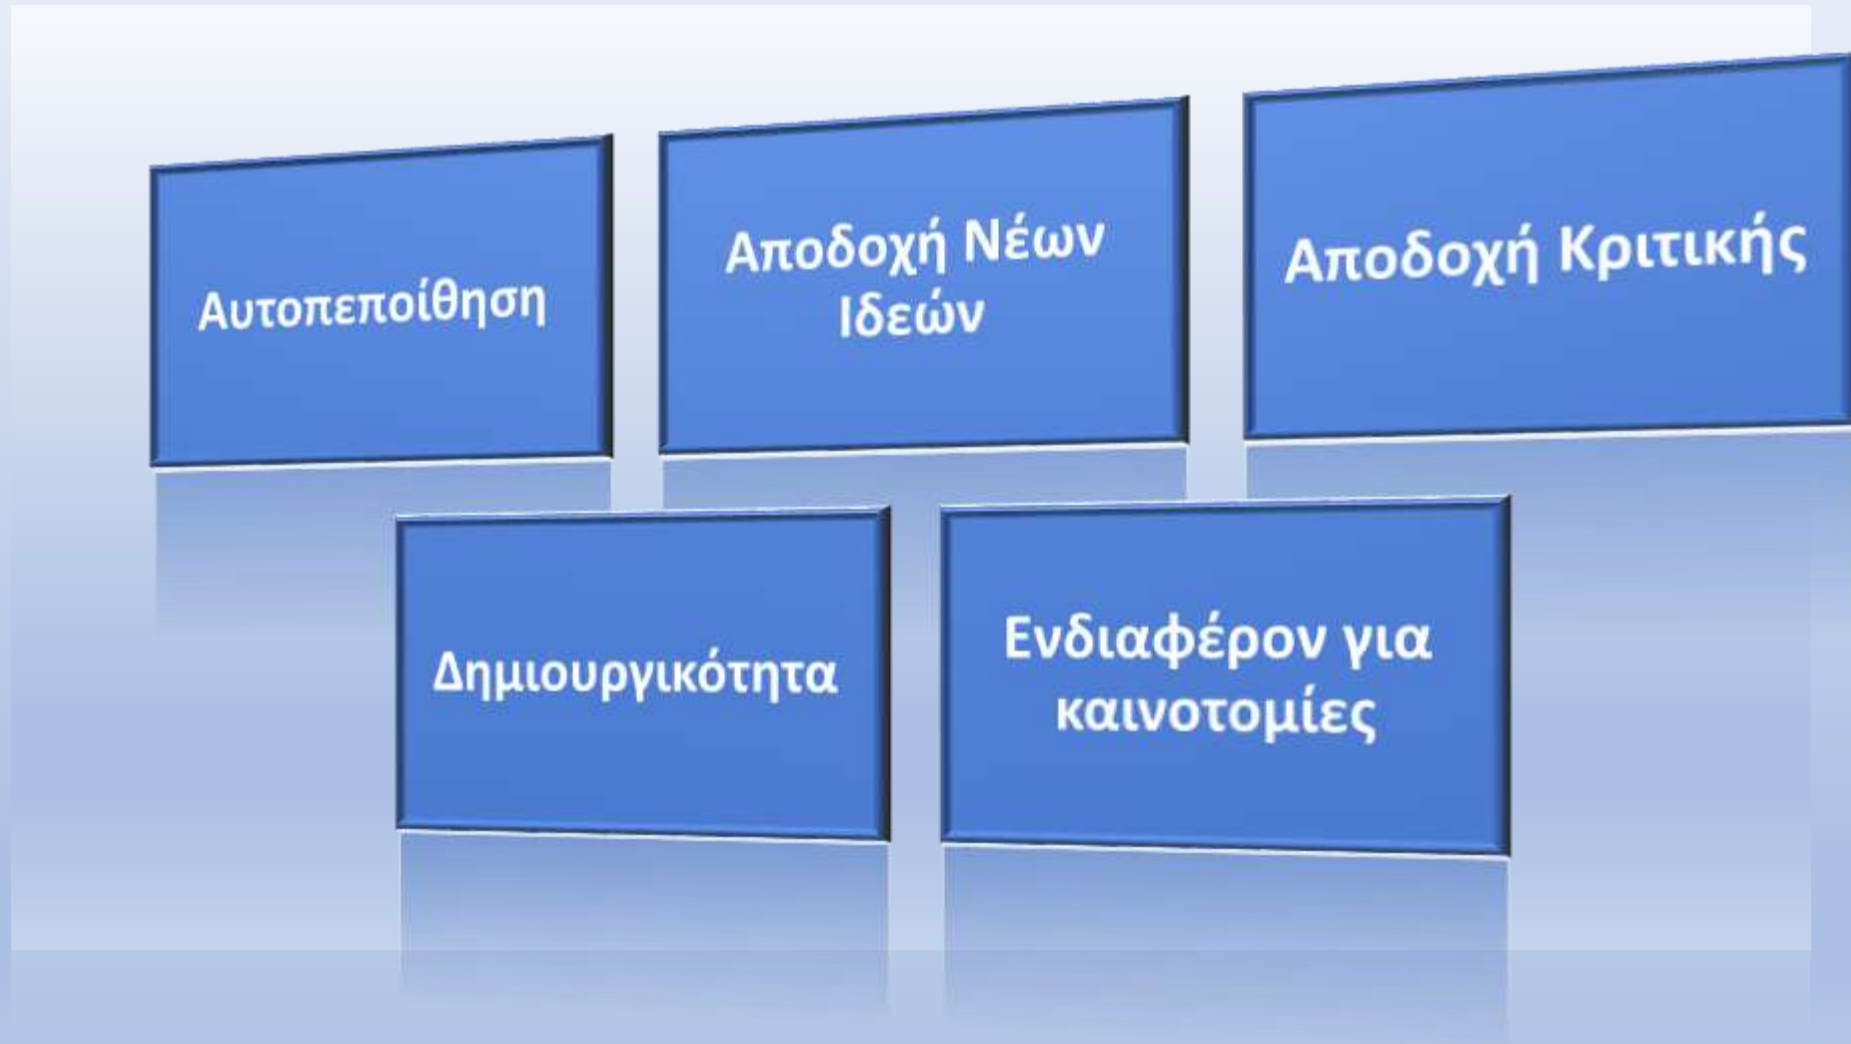 Αυτοπεποίθηση
Αποδοχή Νέων
Ιδεών
Αποδοχή Κριτικής
Δημιουργικότητα
Ενδιαφέρον για
καινοτομίες